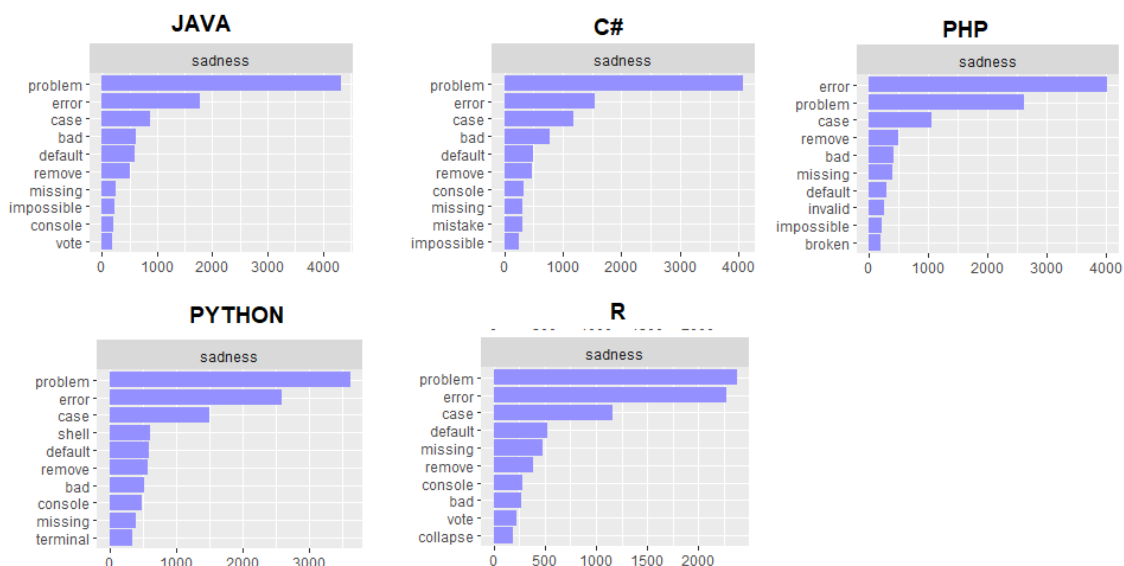 JAVA
sadness
problem
error
case
bad
default
remove
missing
impossible
console
vote
0 1000 2000 3000 4000
C#
sadness
problem
error
case
bad
default
remove
console
missing
mistake
impossible
0 1000 2000 3000 4000
PHP
sadness
error
problem
case
remove
bad
missing
default
invalid
impossible
broken
0 1000 2000 3000 4000
PYTHON
sadness
problem
error
case
shell
default
remove
bad
console
missing
terminal
0 1000 2000 3000
R
sadness
problem
error
case
default
missing
remove
console
bad
vote
collapse
0 500 1000 1500 2000